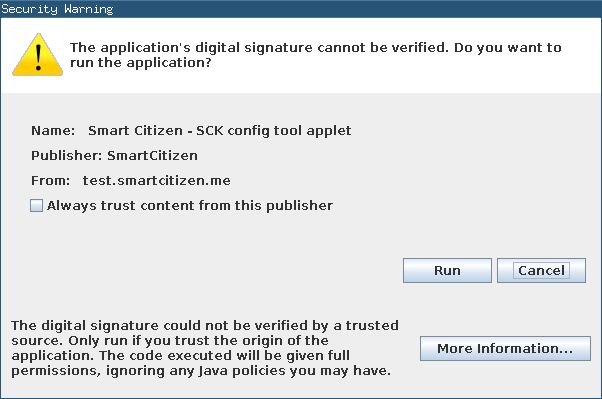 Security Warning
The application's digital signature cannot be verified. Do you want to
run the application?
Name: Smart Citizen - SCK config tool applet
Publisher: SmartCitizen
From: test.smartcitizen.me
Always trust content from this publisher
Run Cancel
The digital signature could not be verified by a trusted
source. Only run if you trust the origin of the
application. The code executed will be given full
permissions, ignoring any Java policies you may have.
More Information...